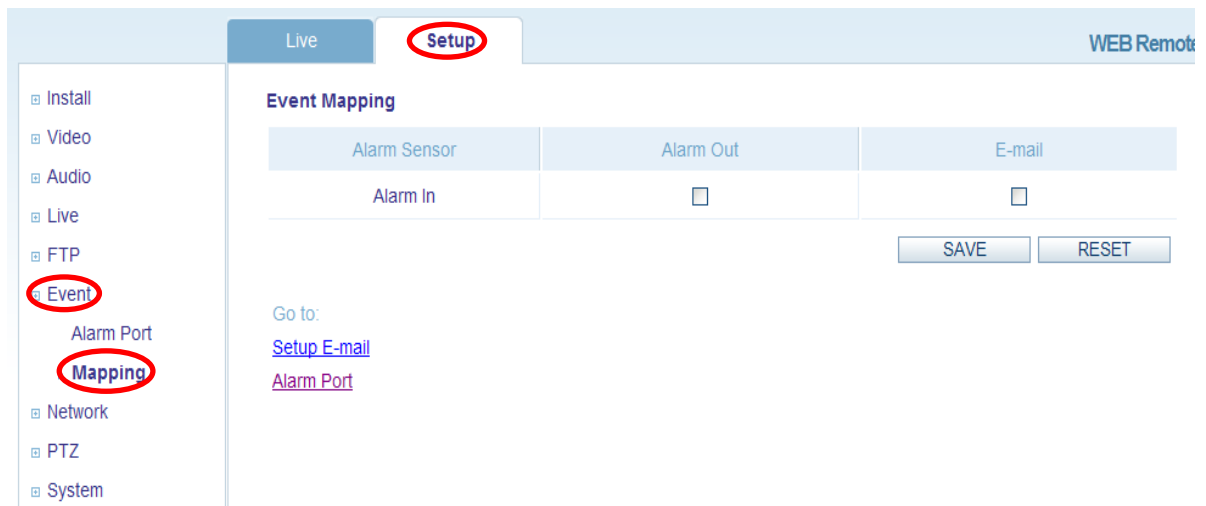 Live Setup WEB Remote
Install
Video
Audio
Live
FTP
Event
Alarm Port
Mapping
Network
PTZ
System
Event Mapping
Alarm Sensor Alarm Out E-mail
Alarm In
SAVE RESET
Go to:
Setup E-mail
Alarm Port